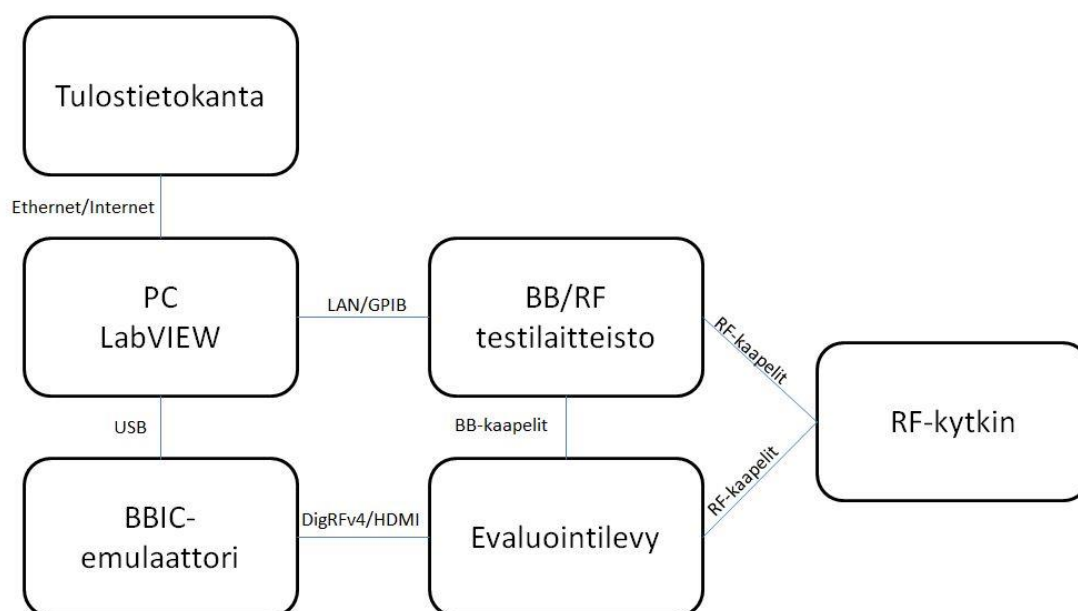 Tulostietokanta
Ethernet/Internet
PC
LabVIEW
LAN/GPIB
BB/RF
testilaitteisto
RF-kaapelit
RF-kytkin
USB
BB-kaapelit
RF-kaapelit
BBIC-
emulaattori
DigRFv4/HDMI
Evaluointilevy